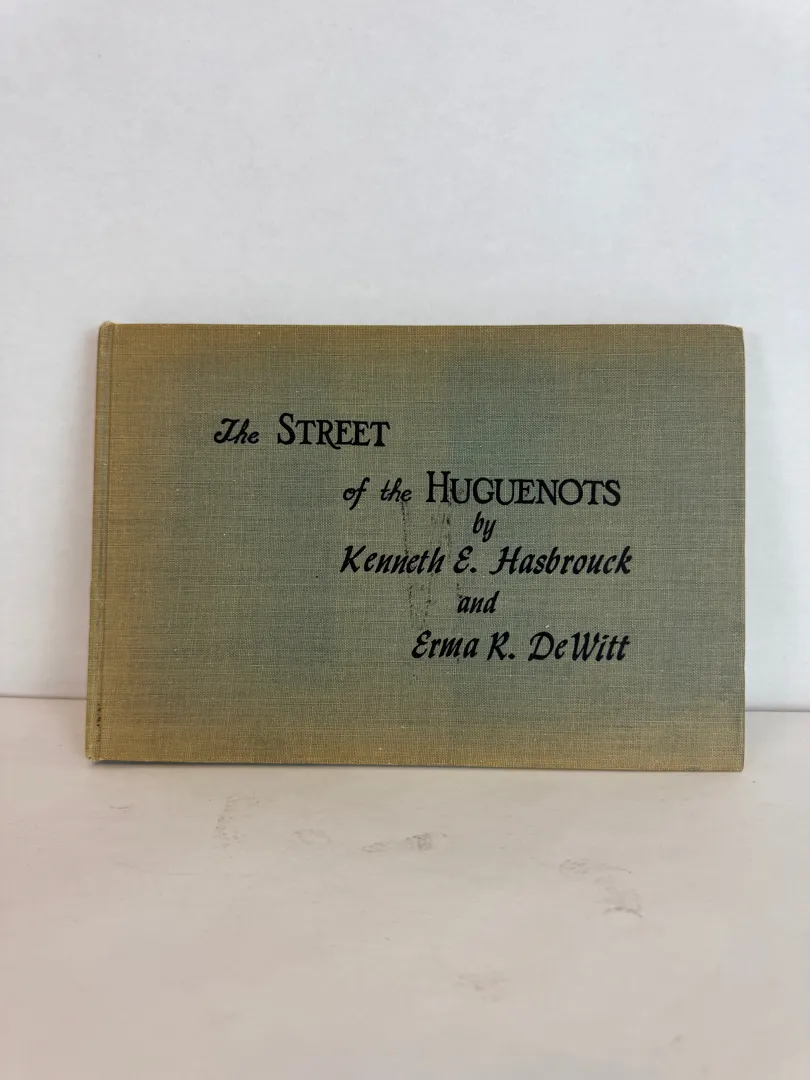 The STREET
of the HUGUENOTS
by
Kenneth E. Hasbrouck
and
Erma R. DeWitt